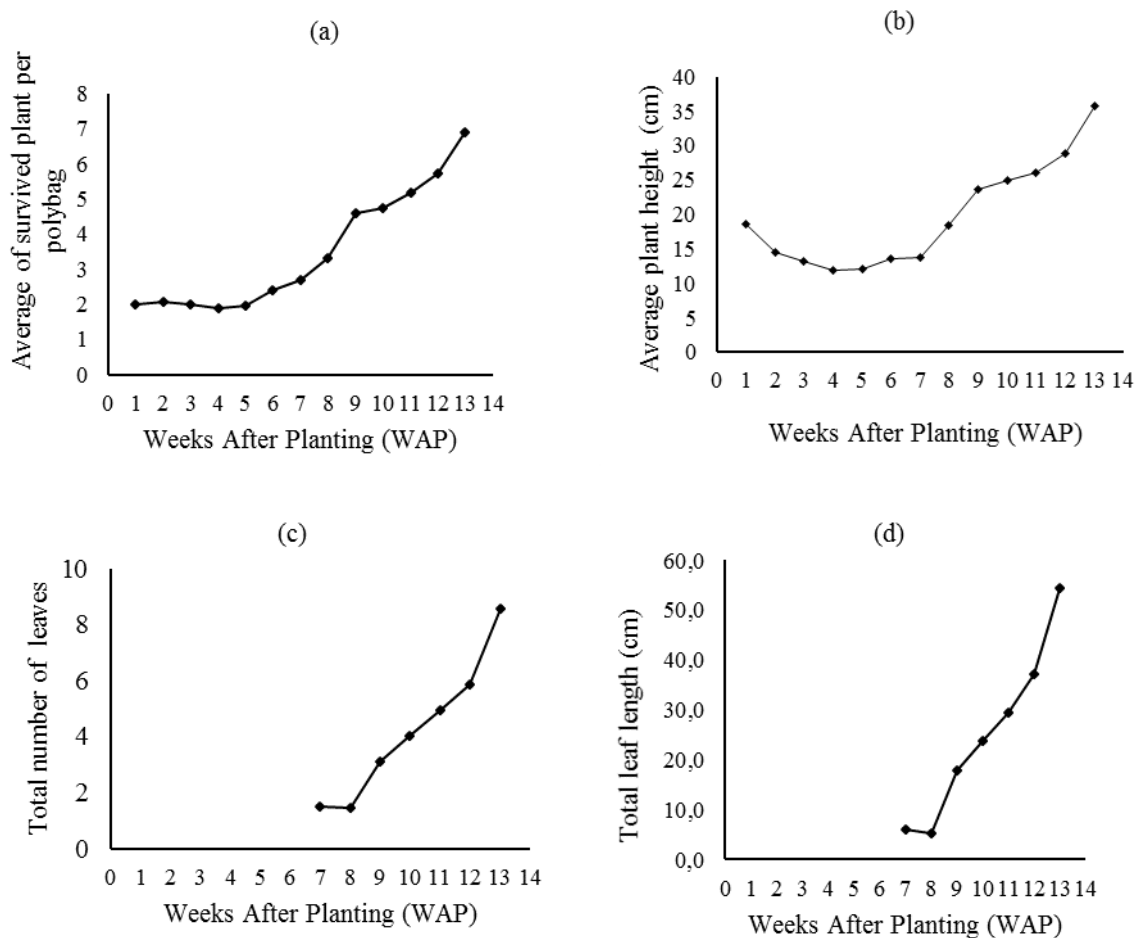 (a)
Average of survived plant per
polybag
8
7
6
5
4
3
2
1
0
0 1 2 3 4 5 6 7 8 9 10 11 12 13 14
Weeks After Planting (WAP)
(b)
Average plant height (cm)
40
35
30
25
20
15
10
5
0
0 1 2 3 4 5 6 7 8 9 10 11 12 13 14
Weeks After Planting (WAP)
(c)
Total number of leaves
10
8
6
4
2
0
0 1 2 3 4 5 6 7 8 9 10 11 12 13 14
Weeks After Planting (WAP)
(d)
Total leaf length (cm)
60,0
50,0
40,0
30,0
20,0
10,0
0,0
0 1 2 3 4 5 6 7 8 9 10 11 12 13 14
Weeks After Planting (WAP)